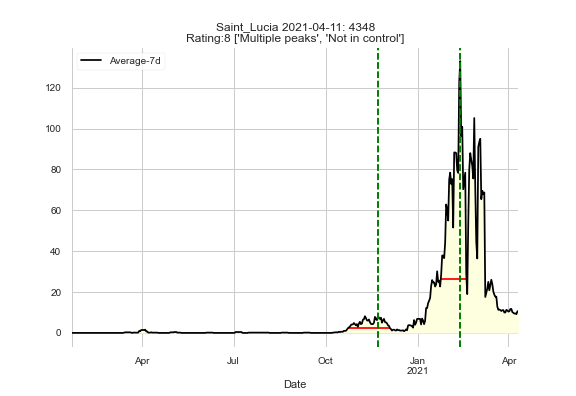 Saint_Lucia 2021-04-11: 4348
Rating:8 ['Multiple peaks', 'Not in control']
Average-7d
120
100
80
60
40
20
0
Apr
Jul
Oct
Jan
2021
Apr
Date